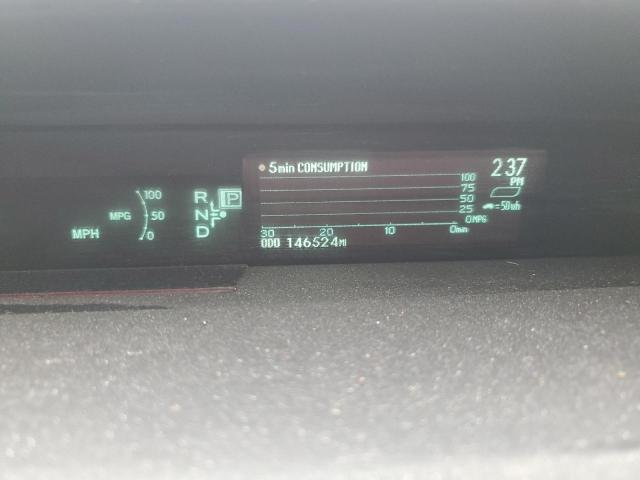 5min CONSUMPTION
237
PM
100
75
50
25
0MPG
=50wh
30 20 10 0min
ODO 146524MI
100
MPG 50
0
MPH
R P
N
D